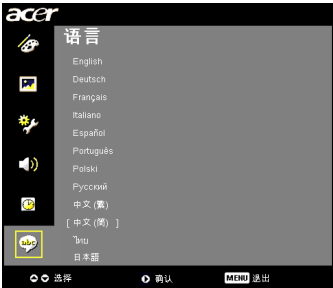 acer
语言
English
Deutsch
Français
Italiano
Español
Português
Polski
Русский
中文 (繁)
[ 中文 (简) ]
ไทย
日本語
abc
选择 确认 MENU 退出